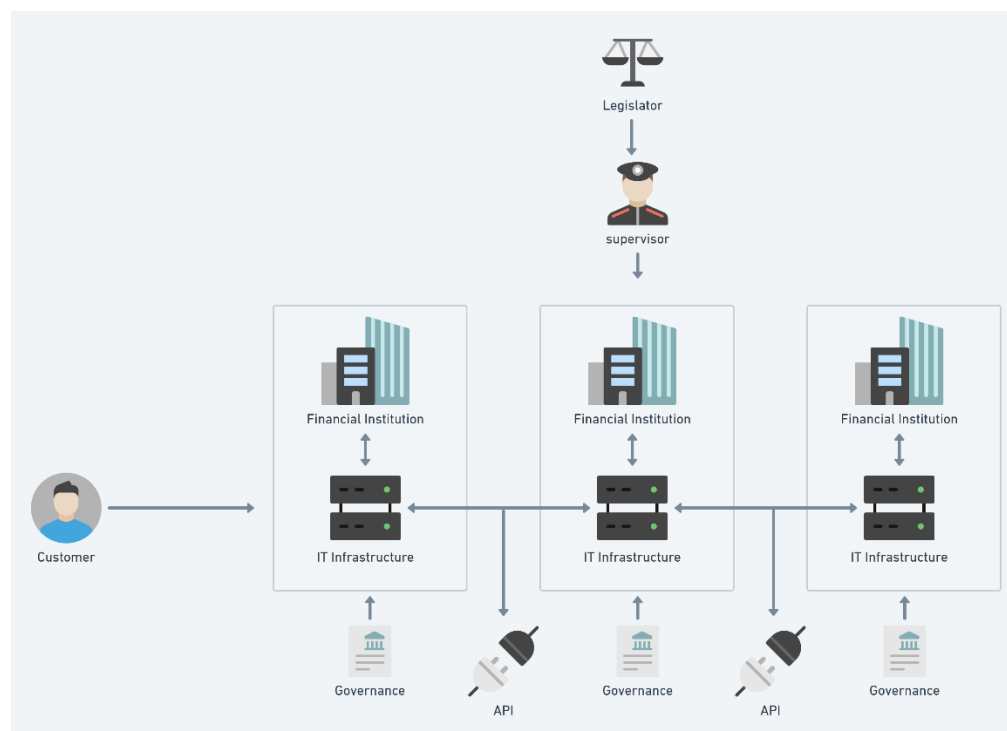 Legislator
supervisor
Financial Institution
Financial Institution
Financial Institution
Customer
IT Infrastructure
IT Infrastructure
IT Infrastructure
Governance
API
Governance
API
Governance